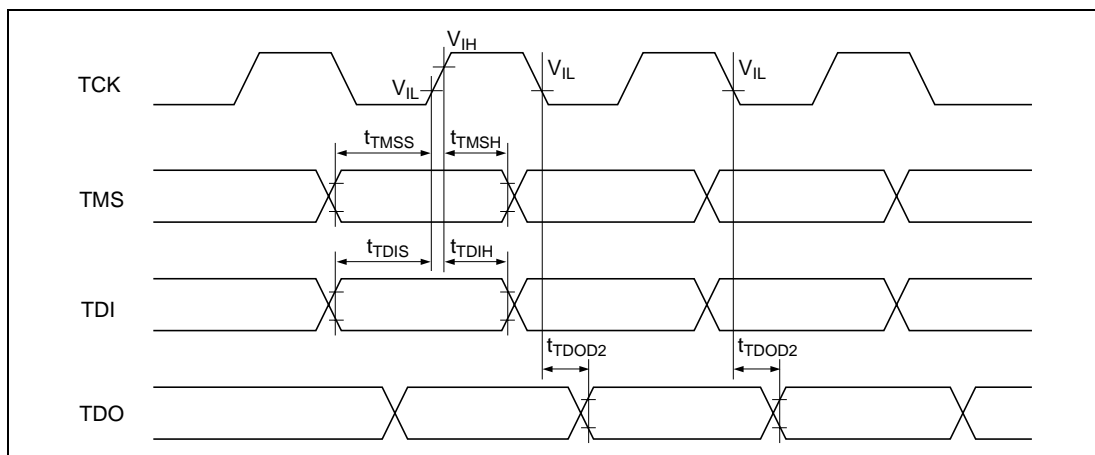 V_IH
TCK
V_IL
V_IL
V_IL
t_TMSS
t_TMSH
TMS
t_TDIS
t_TDIH
TDI
t_TDOD2
t_TDOD2
TDO